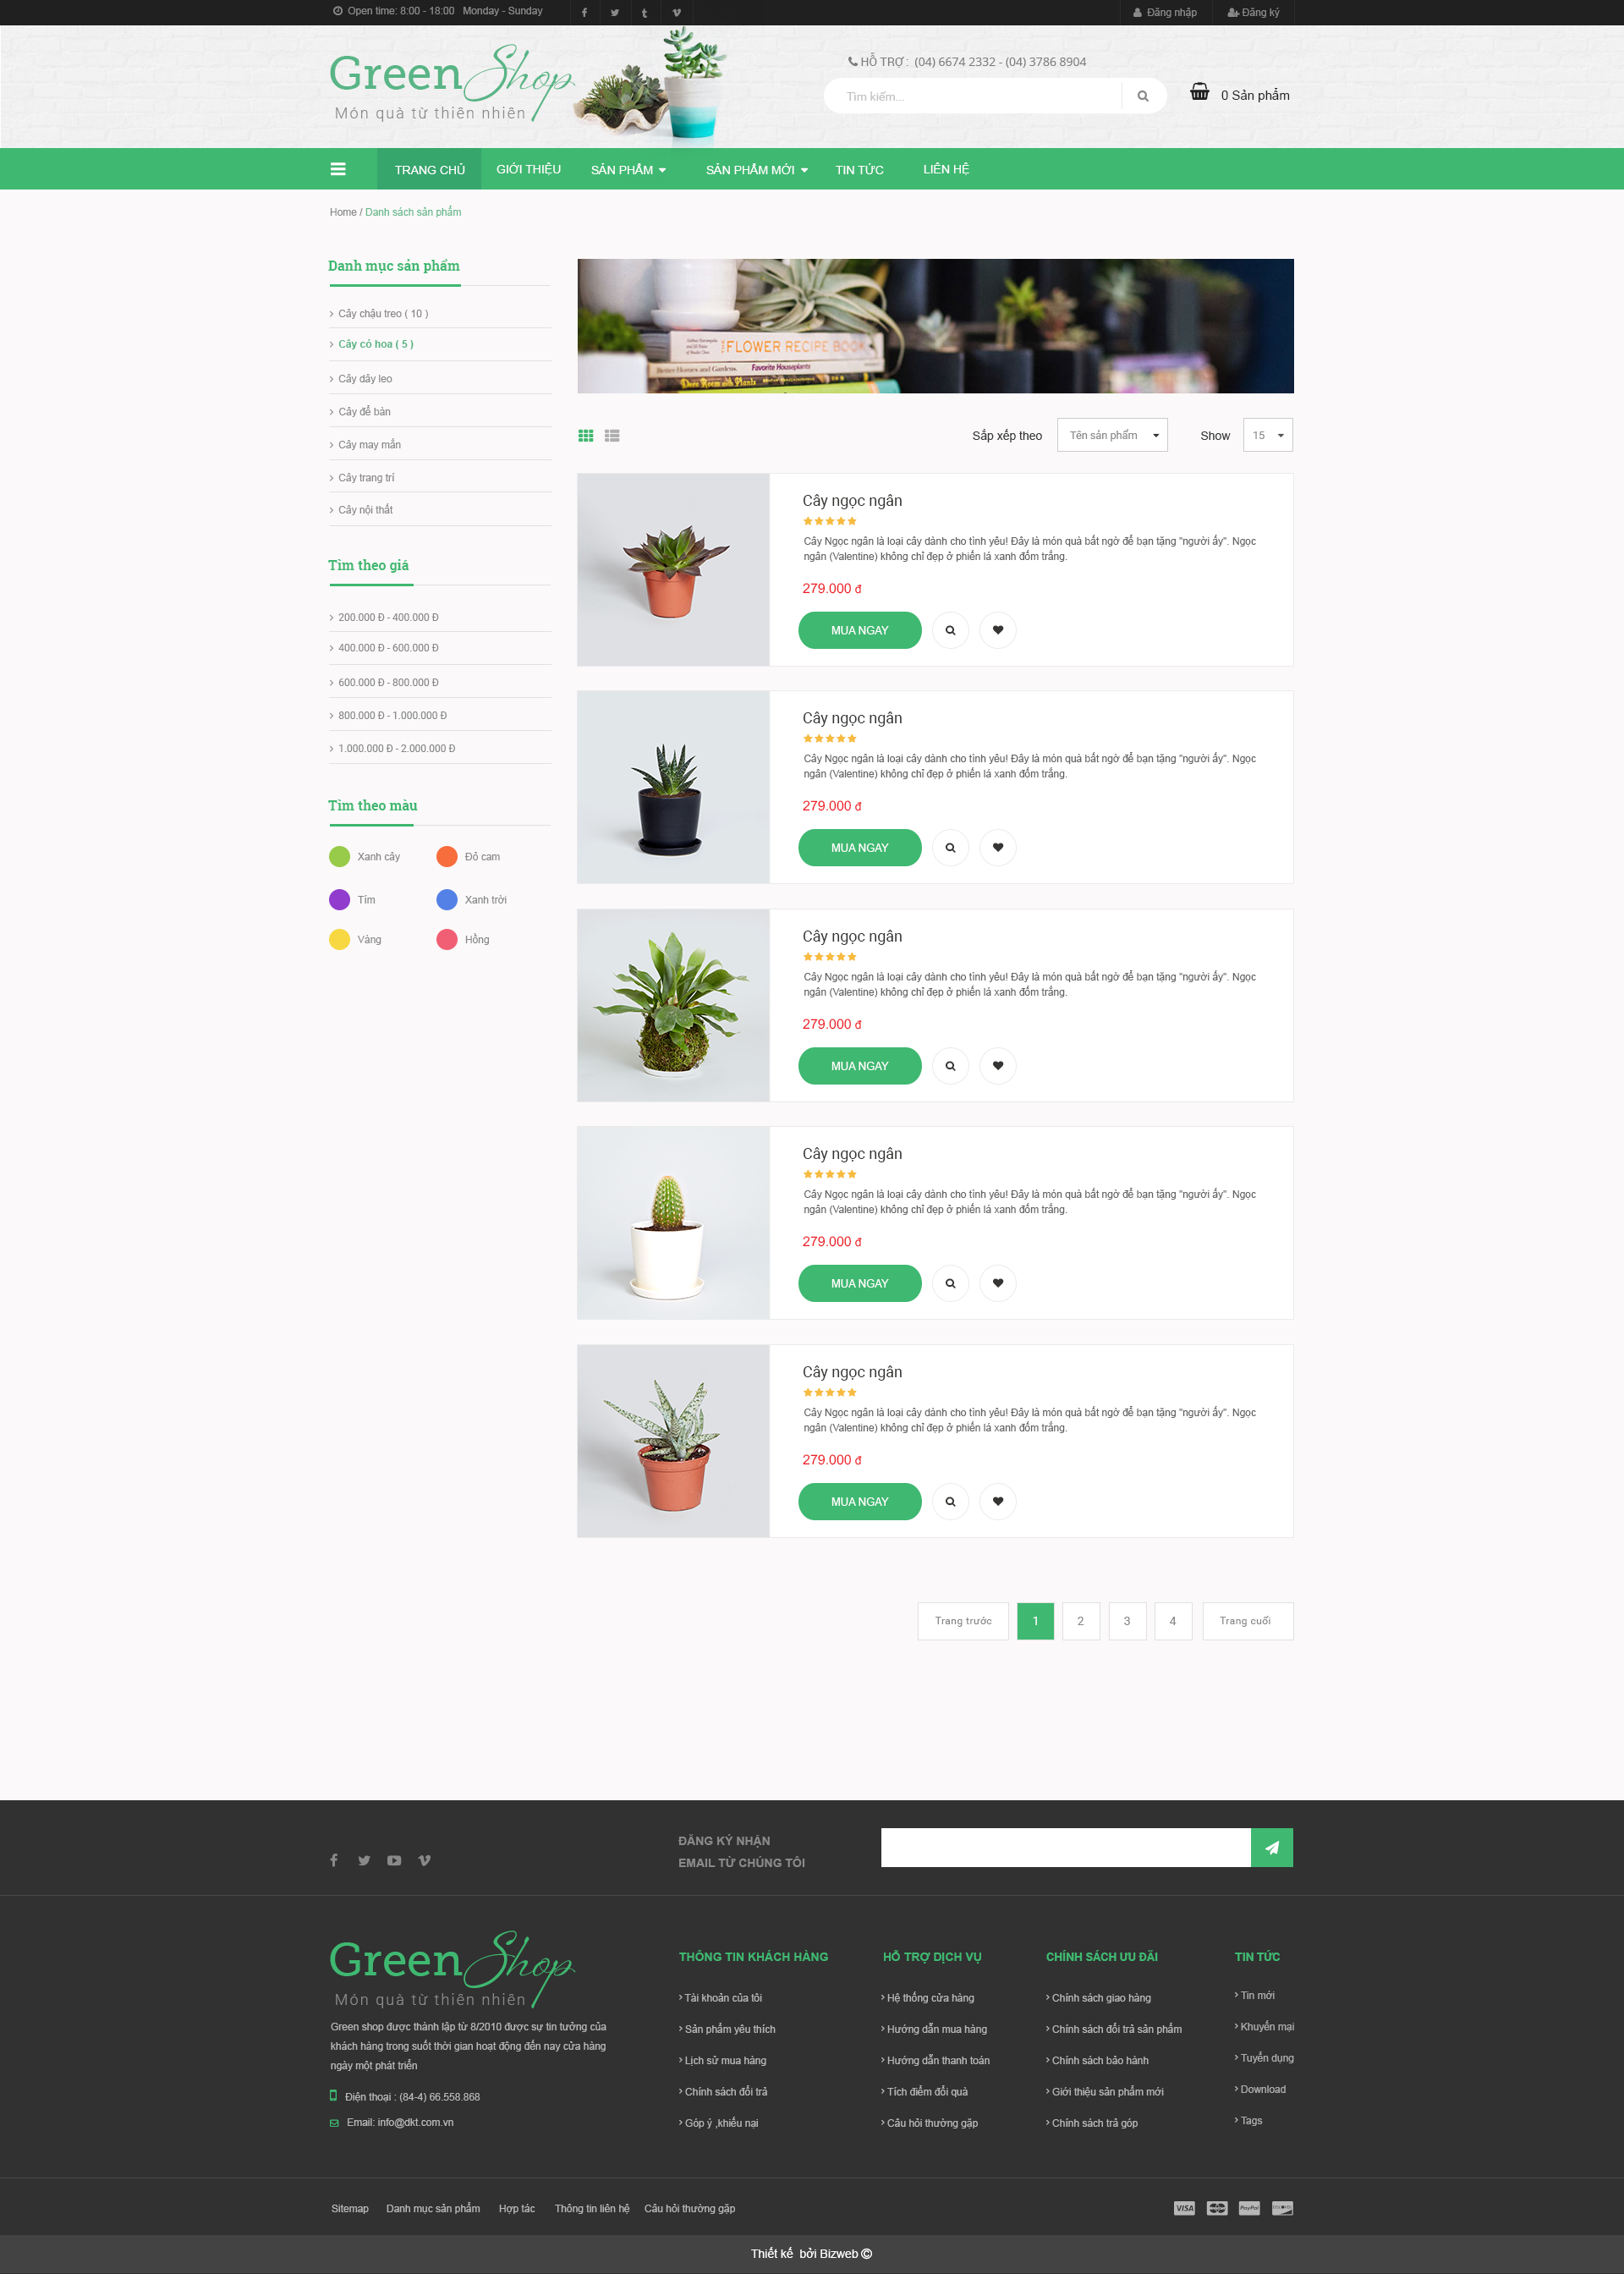 Open time: 8:00 - 18:00 Monday - Sunday
Đăng nhập
Đăng ký
Green Shop
Món quà từ thiên nhiên
HỖ TRỢ : (04) 6674 2332 - (04) 3786 8904
Tìm kiếm...
0 Sản phẩm
TRANG CHỦ
GIỚI THIỆU
SẢN PHẨM
SẢN PHẨM MỚI
TIN TỨC
LIÊN HỆ
Home / Danh sách sản phẩm
Danh mục sản phẩm
Cây chậu treo ( 10 )
Cây có hoa ( 5 )
Cây dây leo
Cây để bàn
Cây may mắn
Cây trang trí
Cây nội thất
Tìm theo giá
200.000 Đ - 400.000 Đ
400.000 Đ - 600.000 Đ
600.000 Đ - 800.000 Đ
800.000 Đ - 1.000.000 Đ
1.000.000 Đ - 2.000.000 Đ
Tìm theo màu
Xanh cây
Đỏ cam
Tím
Xanh trời
Vàng
Hồng
FLOWER RECIPE BOOK
Better Homes and Gardens.
Favorite Houseplants
Sắp xếp theo
Tên sản phẩm
Show
15
Cây ngọc ngân
Cây Ngọc ngân là loại cây dành cho tình yêu! Đây là món quà bất ngờ để bạn tặng "người ấy". Ngọc
ngân (Valentine) không chỉ đẹp ở phiến lá xanh đốm trắng.
279.000 đ
MUA NGAY
Cây ngọc ngân
Cây Ngọc ngân là loại cây dành cho tình yêu! Đây là món quà bất ngờ để bạn tặng "người ấy". Ngọc
ngân (Valentine) không chỉ đẹp ở phiến lá xanh đốm trắng.
279.000 đ
MUA NGAY
Cây ngọc ngân
Cây Ngọc ngân là loại cây dành cho tình yêu! Đây là món quà bất ngờ để bạn tặng "người ấy". Ngọc
ngân (Valentine) không chỉ đẹp ở phiến lá xanh đốm trắng.
279.000 đ
MUA NGAY
Cây ngọc ngân
Cây Ngọc ngân là loại cây dành cho tình yêu! Đây là món quà bất ngờ để bạn tặng "người ấy". Ngọc
ngân (Valentine) không chỉ đẹp ở phiến lá xanh đốm trắng.
279.000 đ
MUA NGAY
Cây ngọc ngân
Cây Ngọc ngân là loại cây dành cho tình yêu! Đây là món quà bất ngờ để bạn tặng "người ấy". Ngọc
ngân (Valentine) không chỉ đẹp ở phiến lá xanh đốm trắng.
279.000 đ
MUA NGAY
Trang trước
1
2
3
4
Trang cuối
ĐĂNG KÝ NHẬN
EMAIL TỪ CHÚNG TÔI
Green Shop
Món quà từ thiên nhiên
Green shop được thành lập từ 8/2010 được sự tin tưởng của
khách hàng trong suốt thời gian hoạt động đến nay cửa hàng
ngày một phát triển
Điện thoại : (84-4) 66.558.868
Email: info@dkt.com.vn
THÔNG TIN KHÁCH HÀNG
Tài khoản của tôi
Sản phẩm yêu thích
Lịch sử mua hàng
Chính sách đổi trả
Góp ý ,khiếu nại
HỖ TRỢ DỊCH VỤ
Hệ thống cửa hàng
Hướng dẫn mua hàng
Hướng dẫn thanh toán
Tích điểm đổi quà
Câu hỏi thường gặp
CHÍNH SÁCH ƯU ĐÃI
Chính sách giao hàng
Chính sách đổi trả sản phẩm
Chính sách bảo hành
Giới thiệu sản phẩm mới
Chính sách trả góp
TIN TỨC
Tin mới
Khuyến mại
Tuyển dụng
Download
Tags
Sitemap
Danh mục sản phẩm
Hợp tác
Thông tin liên hệ
Câu hỏi thường gặp
VISA
PayPal
Thiết kế bởi Bizweb ©